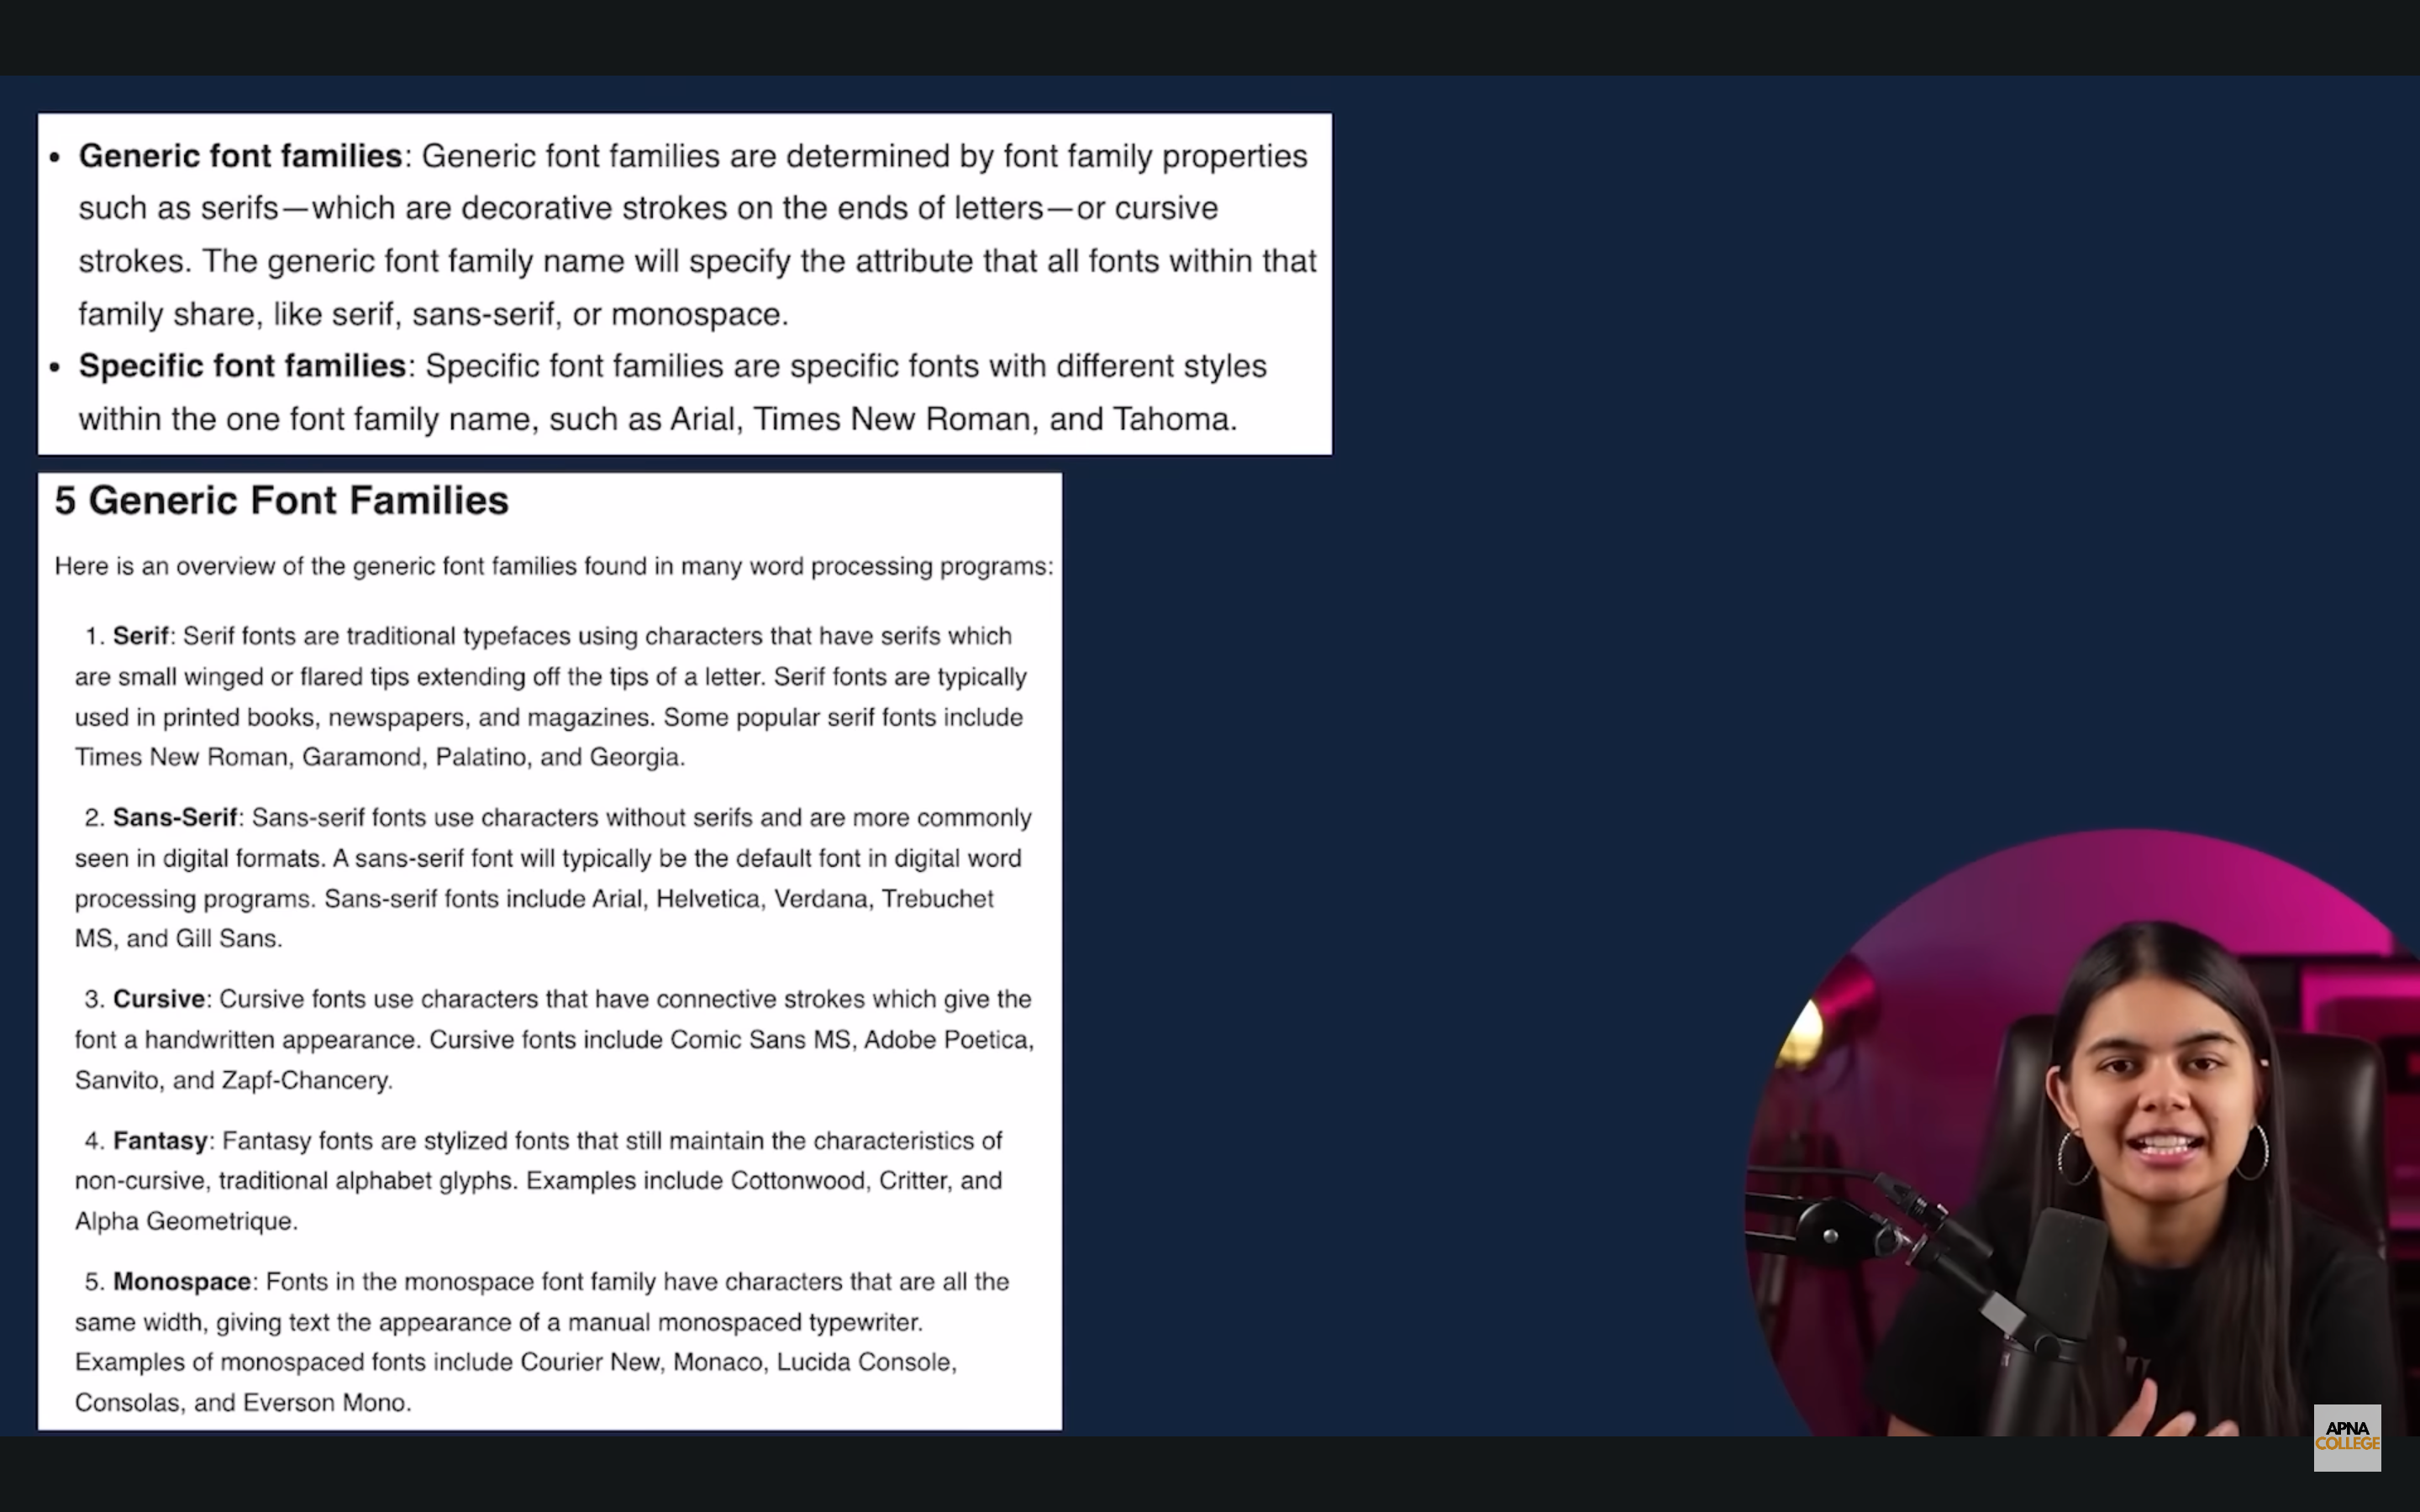 • Generic font families: Generic font families are determined by font family properties
such as serifs—which are decorative strokes on the ends of letters—or cursive
strokes. The generic font family name will specify the attribute that all fonts within that
family share, like serif, sans-serif, or monospace.
• Specific font families: Specific font families are specific fonts with different styles
within the one font family name, such as Arial, Times New Roman, and Tahoma.
5 Generic Font Families
Here is an overview of the generic font families found in many word processing programs:
1. Serif: Serif fonts are traditional typefaces using characters that have serifs which
are small winged or flared tips extending off the tips of a letter. Serif fonts are typically
used in printed books, newspapers, and magazines. Some popular serif fonts include
Times New Roman, Garamond, Palatino, and Georgia.
2. Sans-Serif: Sans-serif fonts use characters without serifs and are more commonly
seen in digital formats. A sans-serif font will typically be the default font in digital word
processing programs. Sans-serif fonts include Arial, Helvetica, Verdana, Trebuchet
MS, and Gill Sans.
3. Cursive: Cursive fonts use characters that have connective strokes which give the
font a handwritten appearance. Cursive fonts include Comic Sans MS, Adobe Poetica,
Sanvito, and Zapf-Chancery.
4. Fantasy: Fantasy fonts are stylized fonts that still maintain the characteristics of
non-cursive, traditional alphabet glyphs. Examples include Cottonwood, Critter, and
Alpha Geometrique.
5. Monospace: Fonts in the monospace font family have characters that are all the
same width, giving text the appearance of a manual monospaced typewriter.
Examples of monospaced fonts include Courier New, Monaco, Lucida Console,
Consolas, and Everson Mono.
APNA
COLLEGE